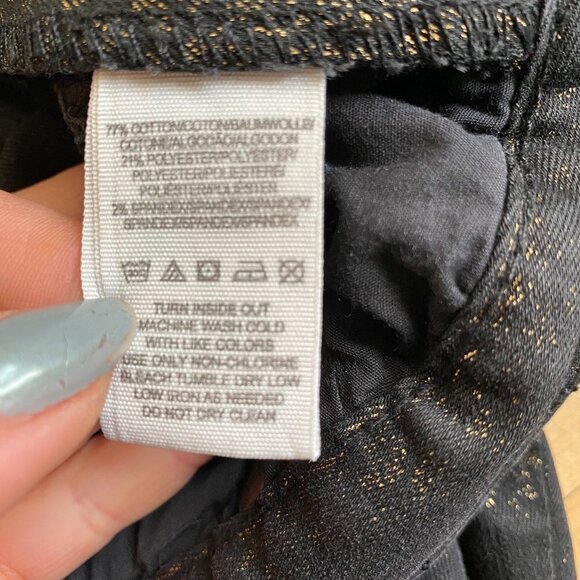 77% COTTON/COTON/BAUMWOLLE/
COTONE/ALGODÃO/ALGODON
21% POLYESTER/POLYESTER/
POLYESTER/POLIESTERE/
POLIÉSTER/POLIESTER
2% SPANDEX/SPANDEX/SPANDEX/
SPANDEX/SPANDEX/SPANDEX
TURN INSIDE OUT
MACHINE WASH COLD
WITH LIKE COLORS
USE ONLY NON-CHLORINE
BLEACH TUMBLE DRY LOW
LOW IRON AS NEEDED
DO NOT DRY CLEAN